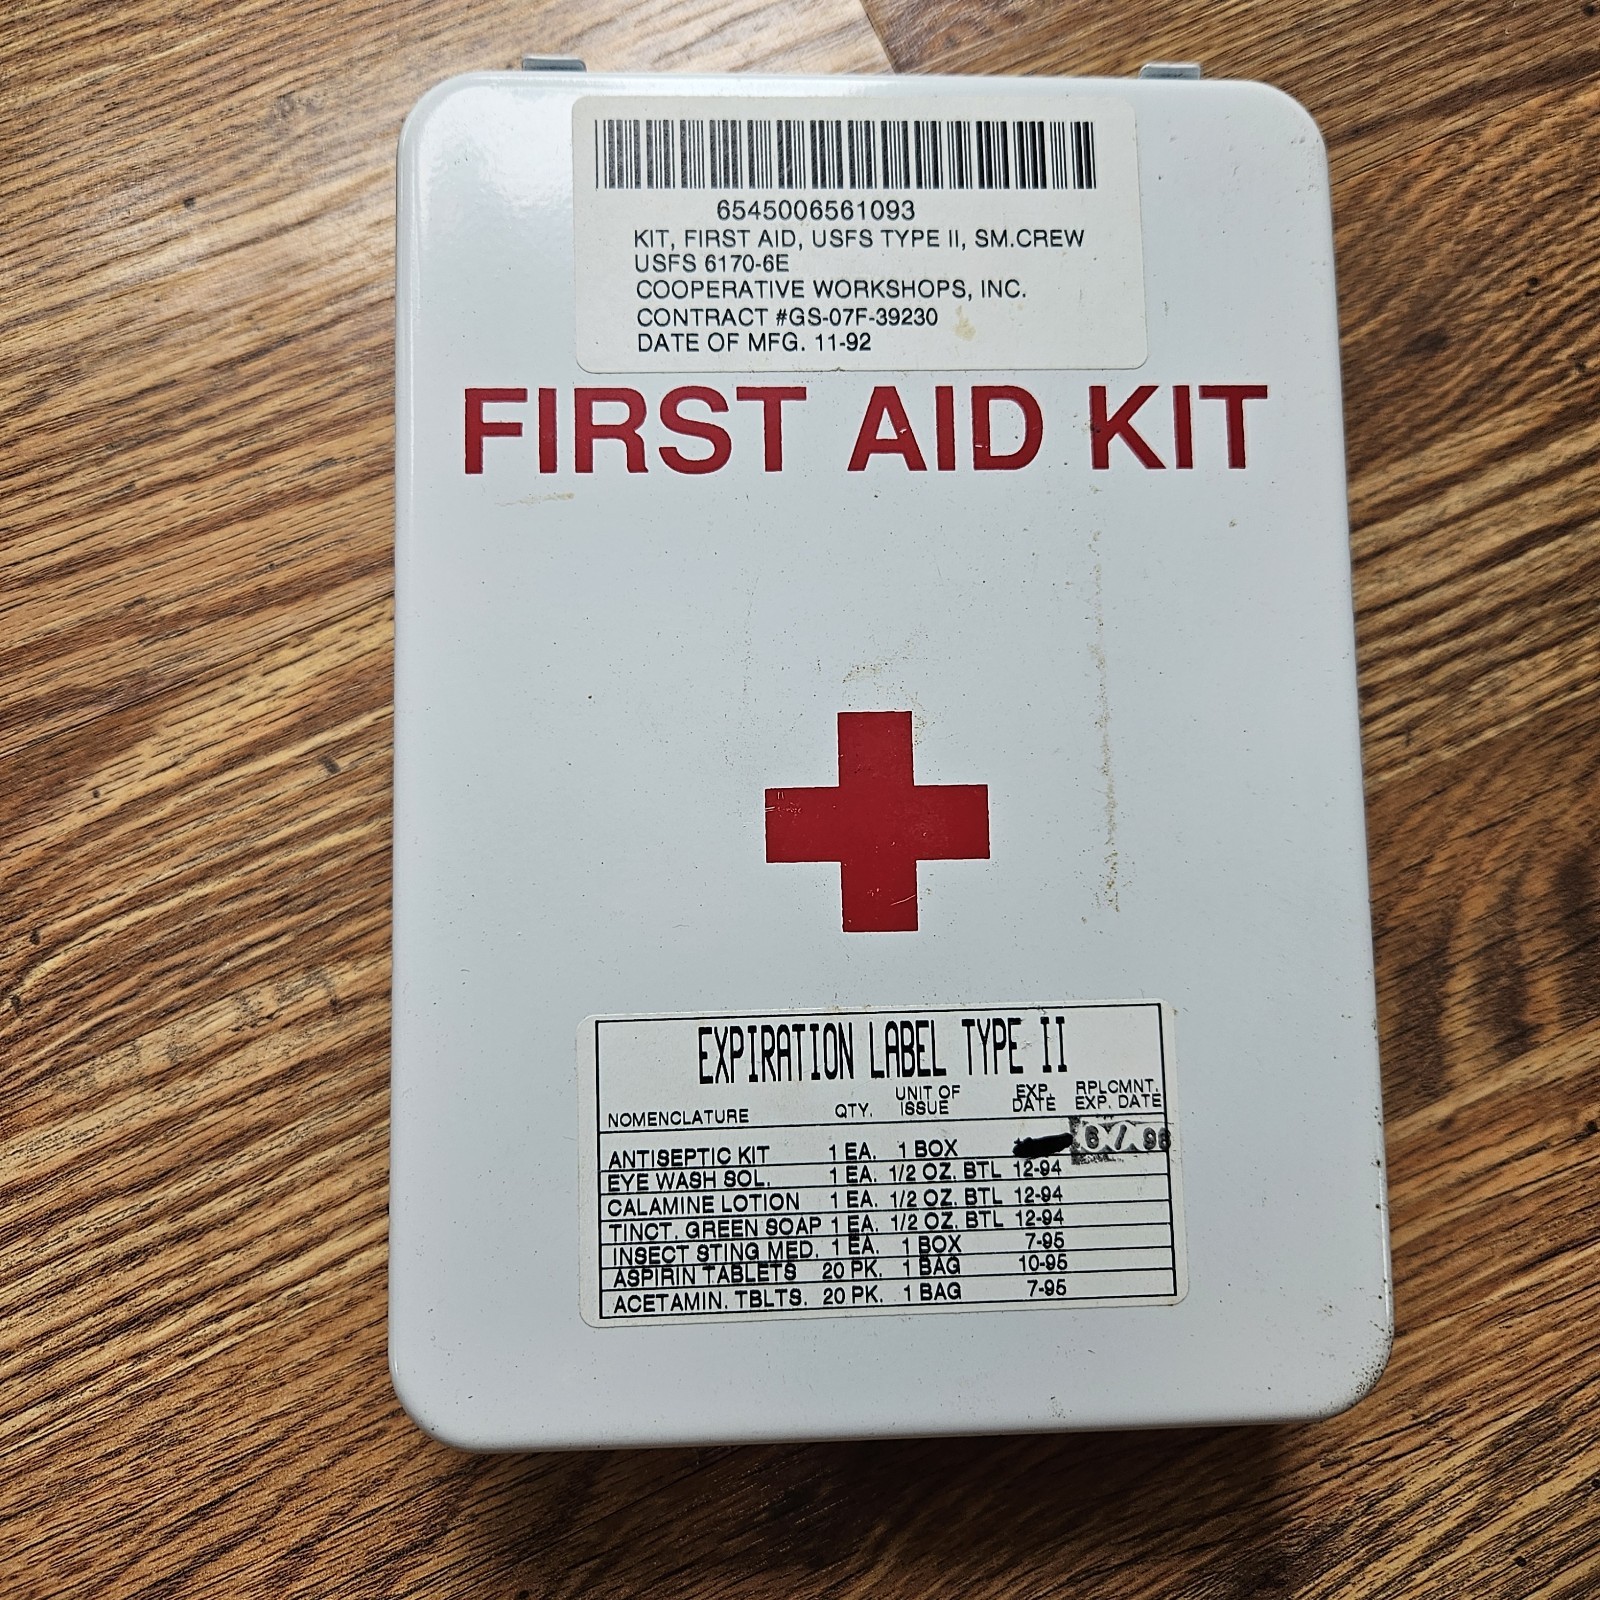 6545006561093
KIT, FIRST AID, USFS TYPE II, SM.CREW
USFS 6170-6E
COOPERATIVE WORKSHOPS, INC.
CONTRACT #GS-07F-39230
DATE OF MFG. 11-92
FIRST AID KIT
EXPIRATION LABEL TYPE II
NOMENCLATURE QTY. UNIT OF ISSUE EXP. DATE RPLCMNT. EXP. DATE
ANTISEPTIC KIT 1 EA. 1 BOX
EYE WASH SOL. 1 EA. 1/2 OZ. BTL 12-94
CALAMINE LOTION 1 EA. 1/2 OZ. BTL 12-94
TINCT. GREEN SOAP 1 EA. 1/2 OZ. BTL 12-94
INSECT STING MED. 1 EA. 1 BOX 7-95
ASPIRIN TABLETS 20 PK. 1 BAG 10-95
ACETAMIN. TBLTS. 20 PK. 1 BAG 7-95